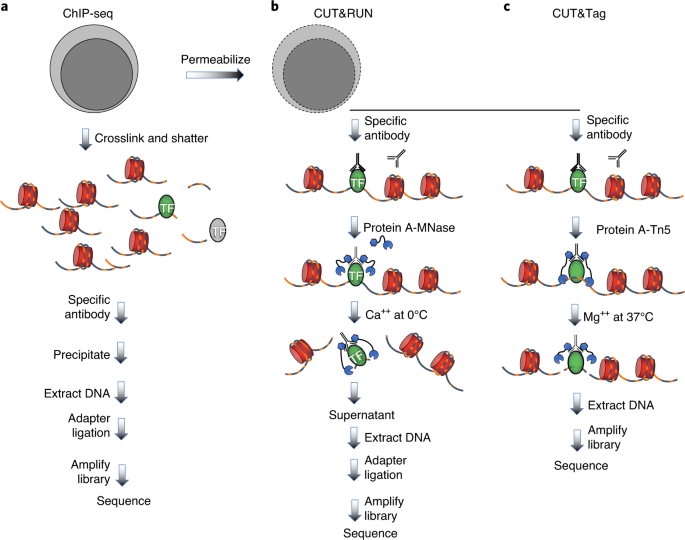 a
ChIP-seq
Permeabilize
Crosslink and shatter
TF
TF
Specific
antibody
Precipitate
Extract DNA
Adapter
ligation
Amplify
library
Sequence
b
CUT&RUN
Specific
antibody
TF
Protein A-MNase
TF
Ca++ at 0°C
TF
Supernatant
Extract DNA
Adapter
ligation
Amplify
library
Sequence
c
CUT&Tag
Specific
antibody
TF
Protein A-Tn5
Mg++ at 37°C
Extract DNA
Amplify
library
Sequence